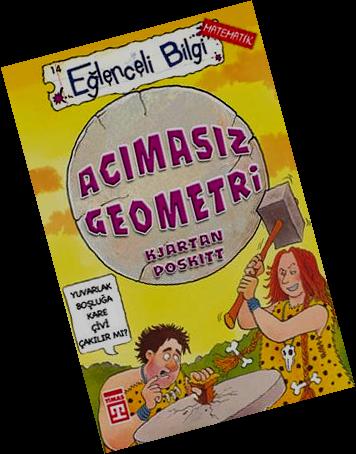 14
Eğlenceli Bilgi
MATEMATİK
ACIMASIZ
GEOMETRİ
KJARTAN
POSKITT
YUVARLAK
BOŞLUĞA
KARE
ÇİVİ
ÇAKILIR MI?
TİMAŞ